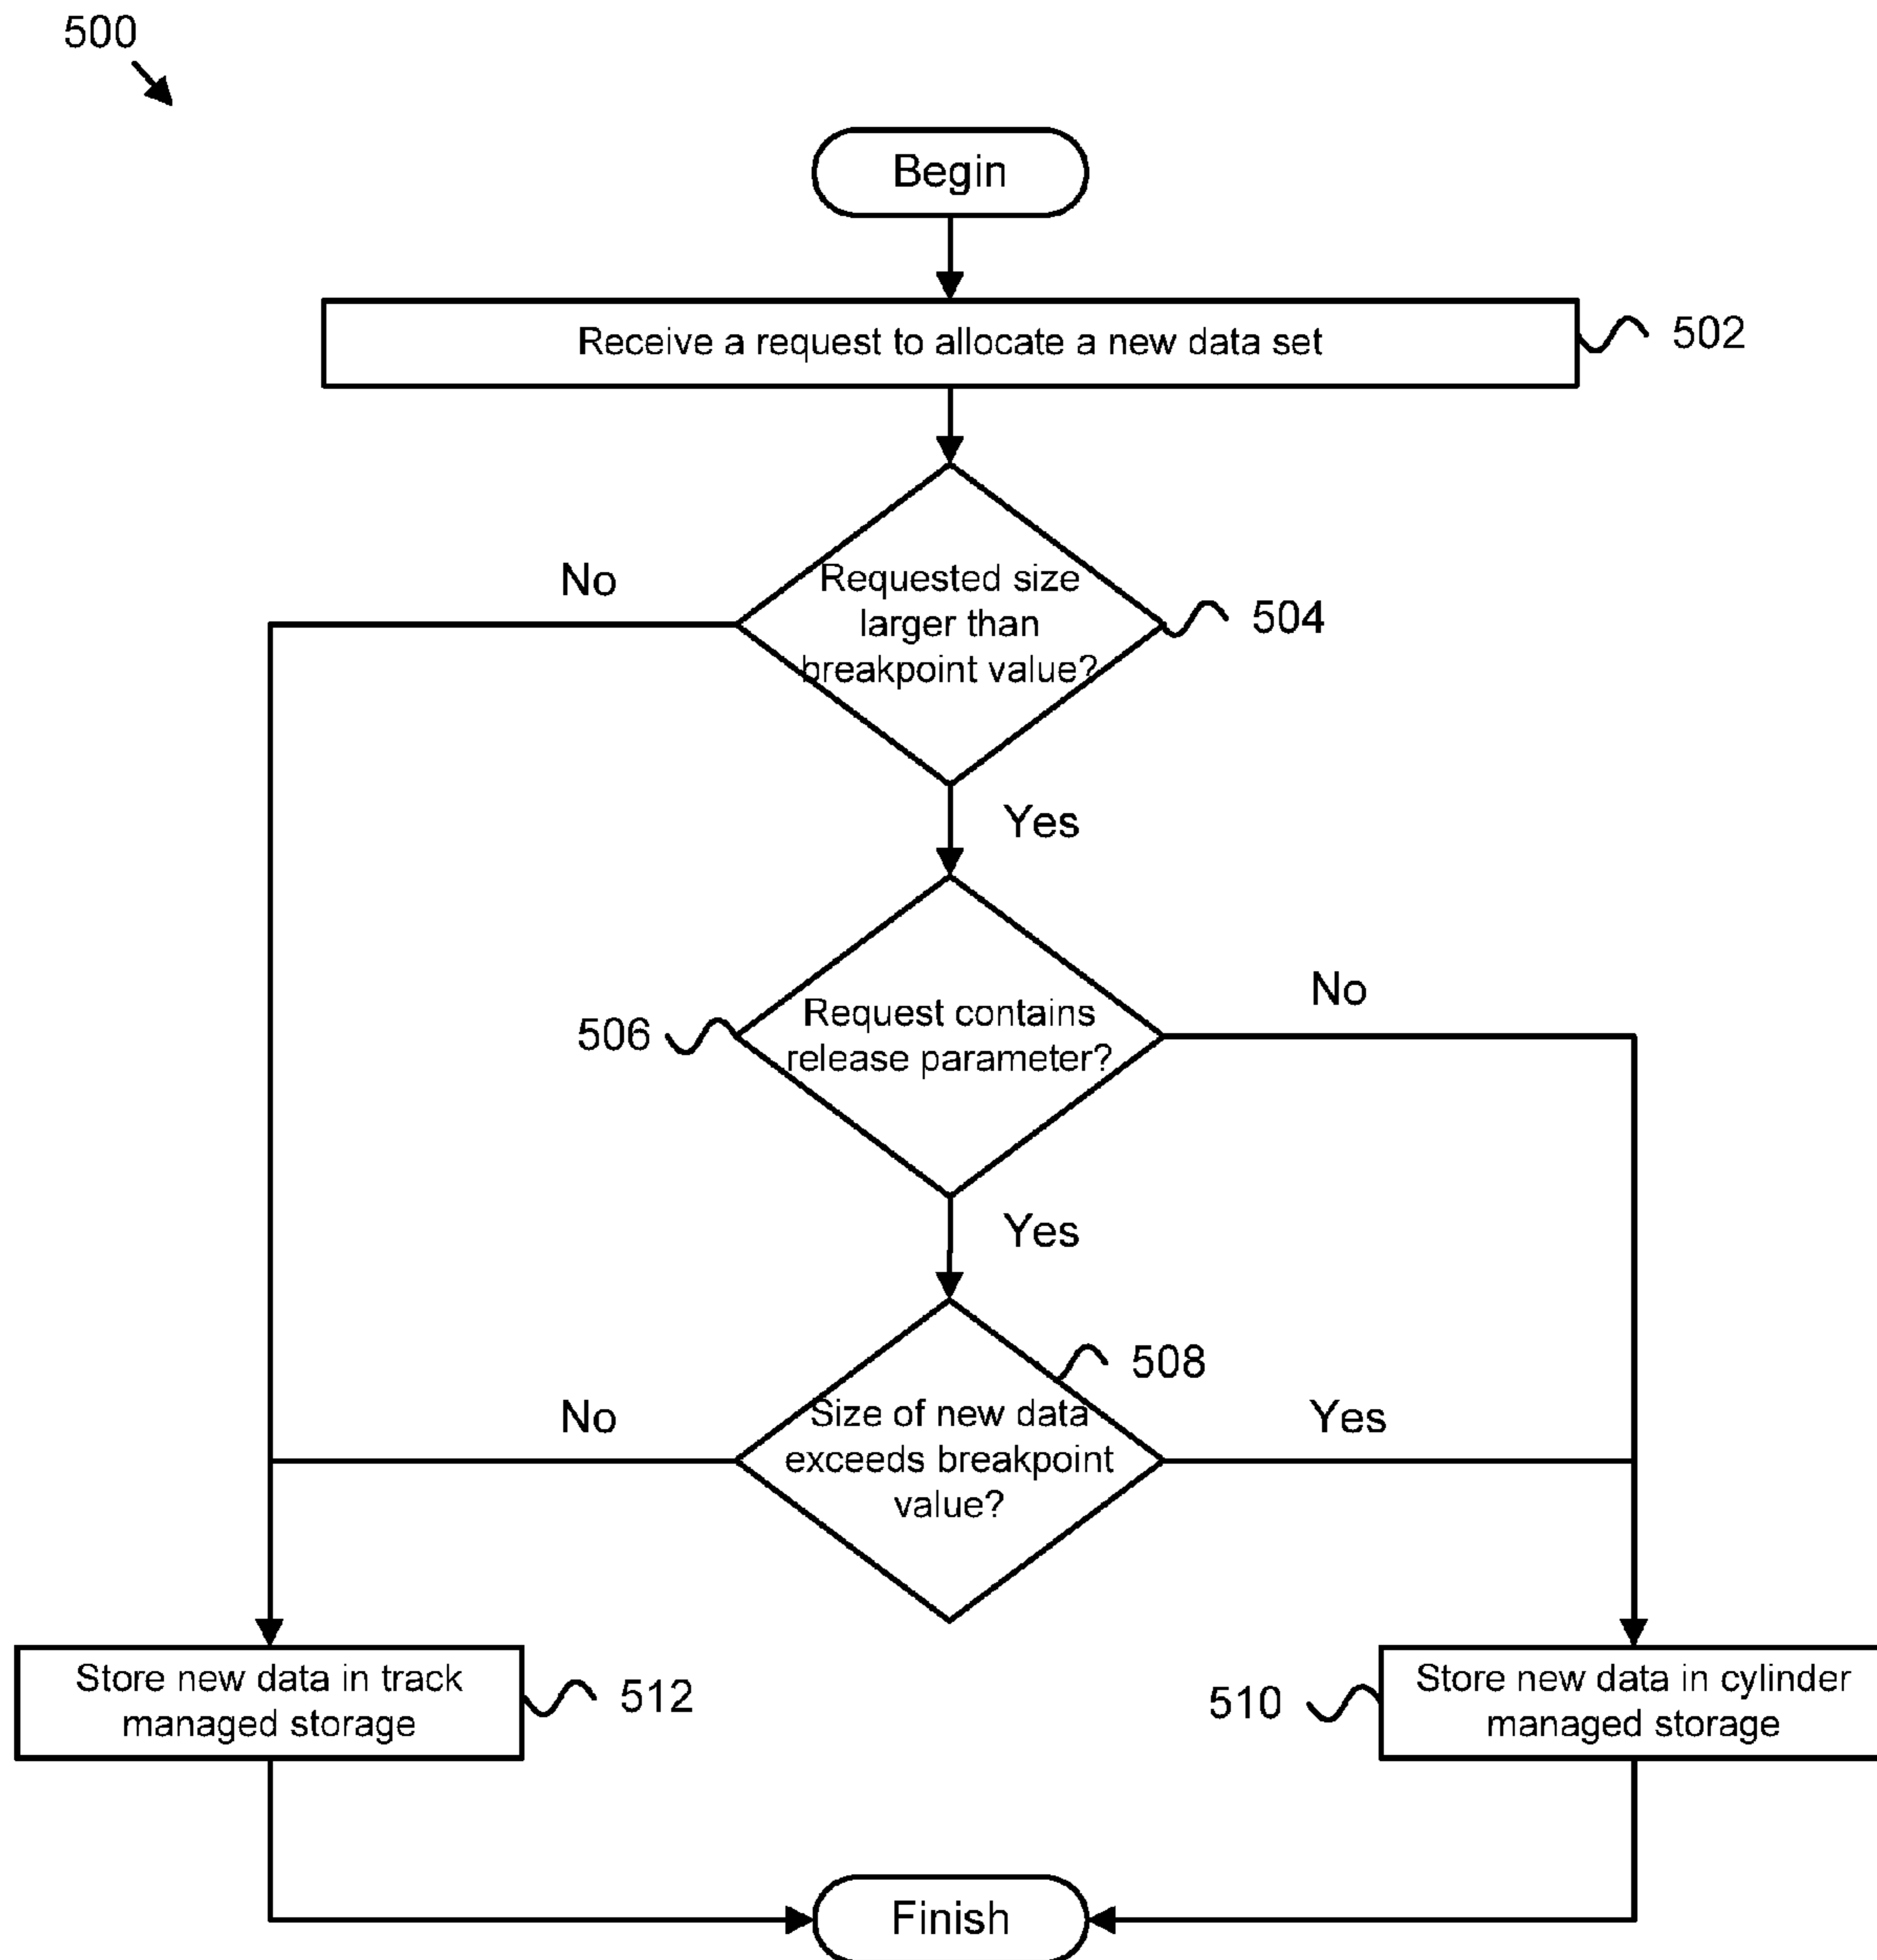 500
Begin
Receive a request to allocate a new data set
502
No
Requested size
larger than
breakpoint value?
504
Yes
506
Request contains
release parameter?
No
Yes
508
No
Size of new data
exceeds breakpoint
value?
Yes
Store new data in track
managed storage
512
510
Store new data in cylinder
managed storage
Finish